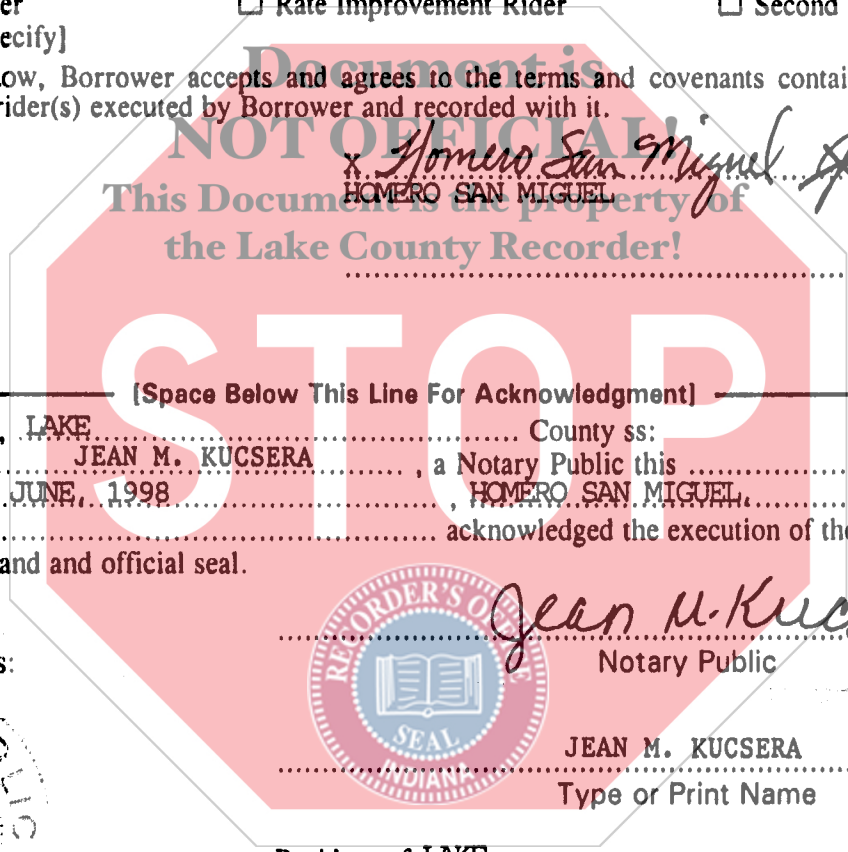 er ☐ Rate Improvement Rider ☐ Second
ecify]
Document is
ow, Borrower accepts and agrees to the terms and covenants contai
rider(s) executed by Borrower and recorded with it.
NOT OFFICIAL!
x Homero San Miguel
HOMERO SAN MIGUEL
This Document is the property of
the Lake County Recorder!
STOP
[Space Below This Line For Acknowledgment]
, LAKE County ss:
JEAN M. KUCSERA , a Notary Public this
JUNE, 1998 , HOMERO SAN MIGUEL,
acknowledged the execution of the
and and official seal.
RECORDER'S OFFICE
Jean M. Kuc
s:
Notary Public
SEAL
INDIANA
JEAN M. KUCSERA
Type or Print Name
LIC
LAKE